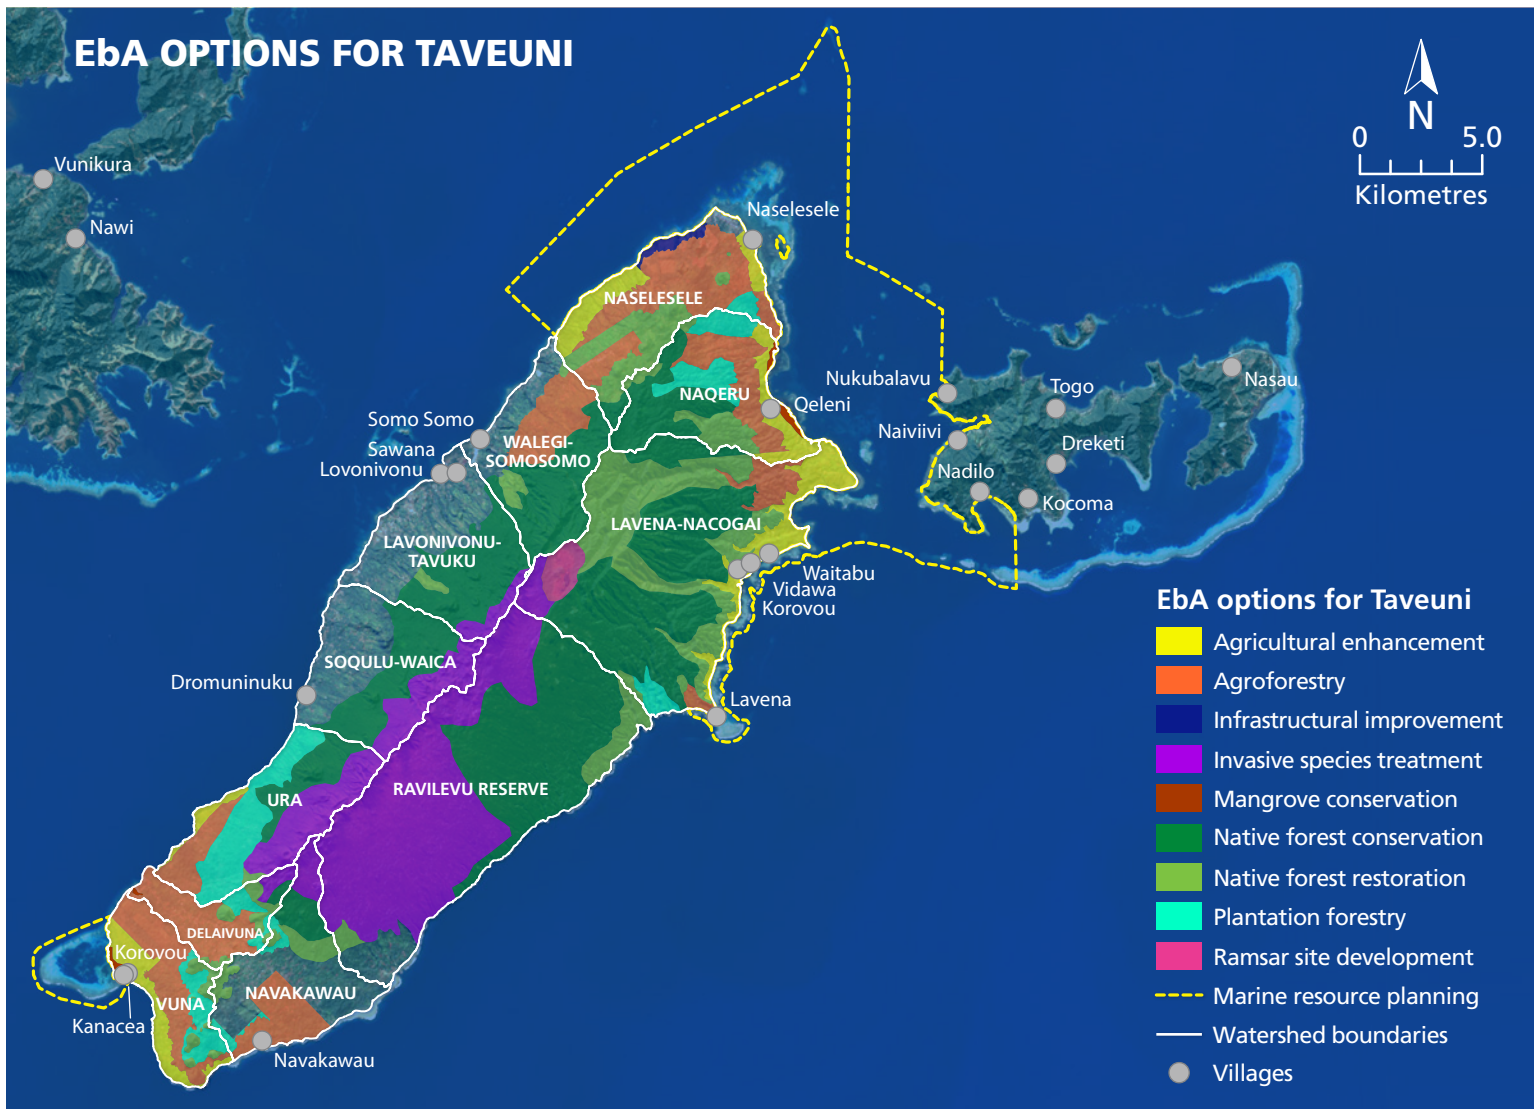 EbA OPTIONS FOR TAVEUNI
N
0 5.0
Kilometres
Vunikura
Nawi
Naselesele
NASELESELE
Nukubalavu
Togo
Nasau
NAQERU
Qeleni
Somo Somo
Naiviivi
Dreketi
Sawana
Lovonivonu
WALEGI-
SOMOSOMO
Nadilo
Kocoma
LAVENA-NACOGAI
LAVONIVONU-
TAVUKU
Waitabu
Vidawa
Korovou
SOQULU-WAICA
Dromuninuku
Lavena
RAVILEVU RESERVE
URA
DELAIVUNA
Korovou
NAVAKAWAU
VUNA
Kanacea
Navakawau
EbA options for Taveuni
Agricultural enhancement
Agroforestry
Infrastructural improvement
Invasive species treatment
Mangrove conservation
Native forest conservation
Native forest restoration
Plantation forestry
Ramsar site development
Marine resource planning
Watershed boundaries
Villages